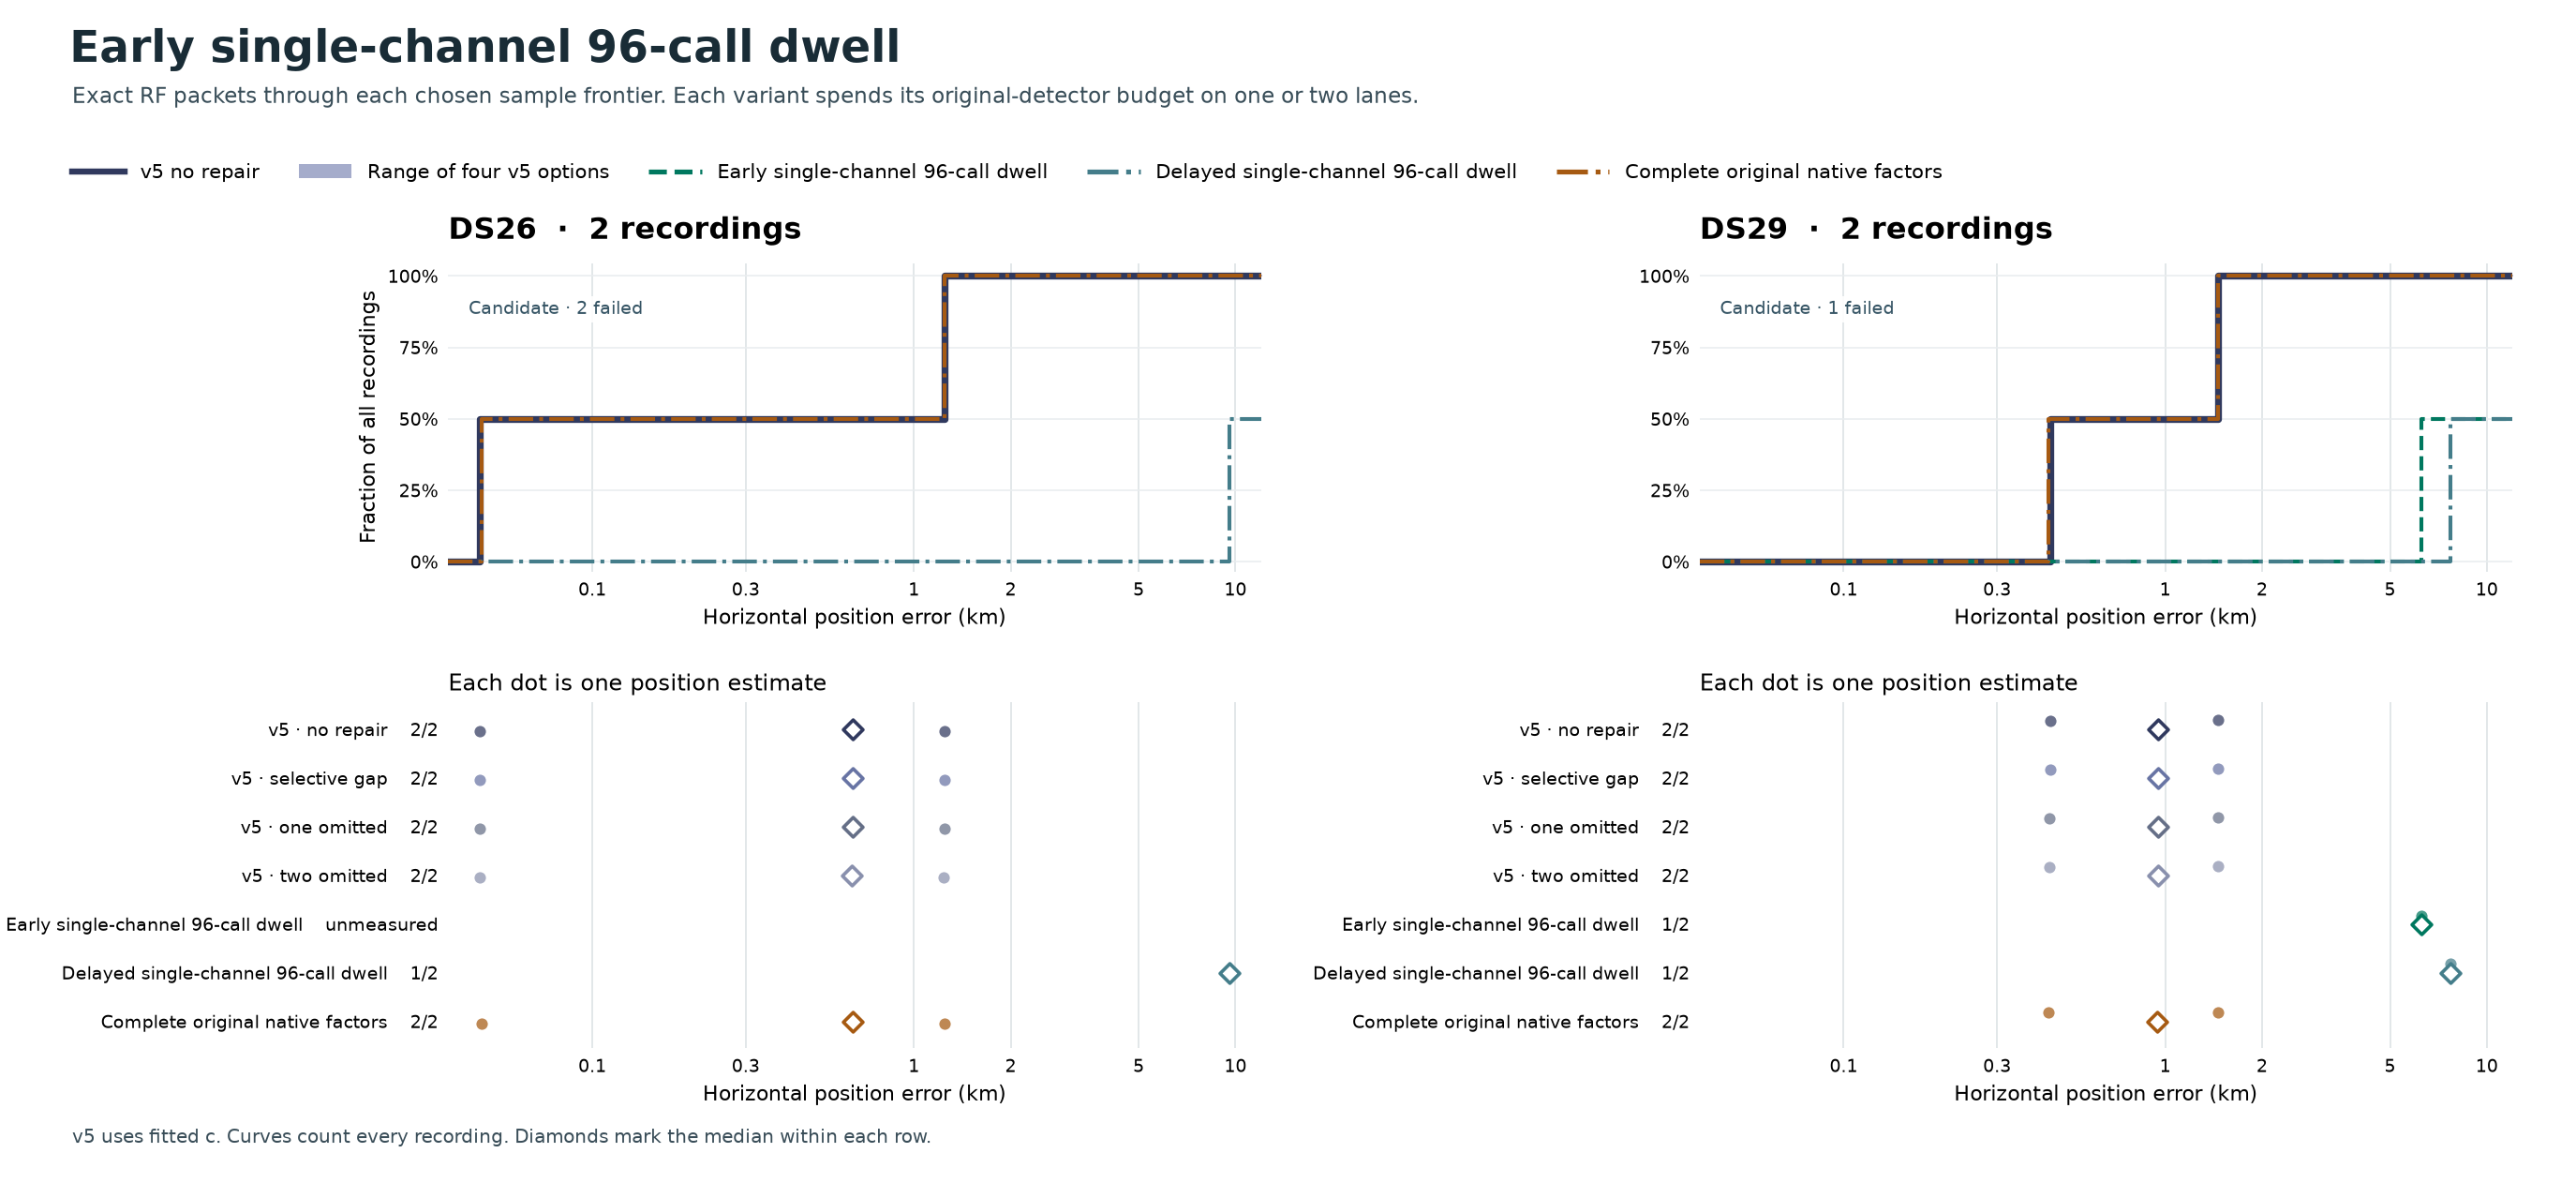 Early single-channel 96-call dwell
Exact RF packets through each chosen sample frontier. Each variant spends its original-detector budget on one or two lanes.
v5 no repair
Range of four v5 options
Early single-channel 96-call dwell
Delayed single-channel 96-call dwell
Complete original native factors
DS26 · 2 recordings
Fraction of all recordings
100%
75%
50%
25%
0%
Candidate · 2 failed
0.1 0.3 1 2 5 10
Horizontal position error (km)
DS29 · 2 recordings
100%
75%
50%
25%
0%
Candidate · 1 failed
0.1 0.3 1 2 5 10
Horizontal position error (km)
Each dot is one position estimate
v5 · no repair 2/2
v5 · selective gap 2/2
v5 · one omitted 2/2
v5 · two omitted 2/2
Early single-channel 96-call dwell unmeasured
Delayed single-channel 96-call dwell 1/2
Complete original native factors 2/2
0.1 0.3 1 2 5 10
Horizontal position error (km)
Each dot is one position estimate
v5 · no repair 2/2
v5 · selective gap 2/2
v5 · one omitted 2/2
v5 · two omitted 2/2
Early single-channel 96-call dwell 1/2
Delayed single-channel 96-call dwell 1/2
Complete original native factors 2/2
0.1 0.3 1 2 5 10
Horizontal position error (km)
v5 uses fitted c. Curves count every recording. Diamonds mark the median within each row.